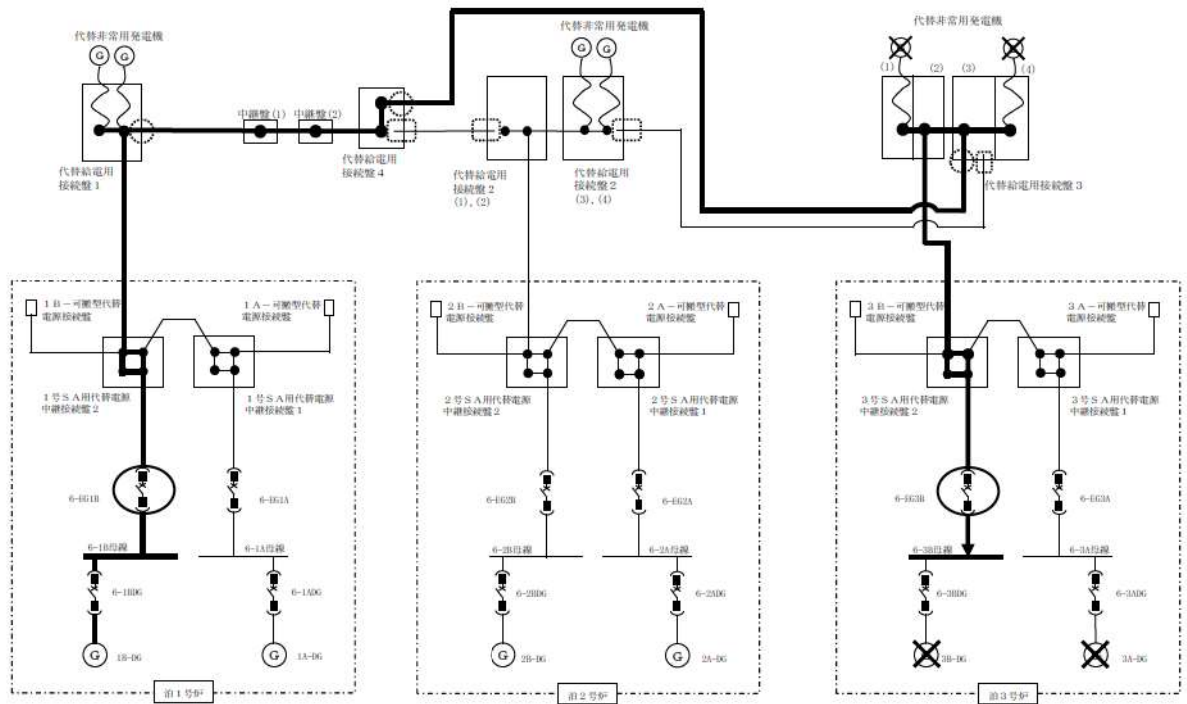 代替非常用発電機
G G
代替非常用発電機
G G
代替非常用発電機
(1)
(2)
(3)
(4)
中継盤(1)
中継盤(2)
代替給電用
接続盤1
代替給電用
接続盤4
代替給電用
接続盤2
(1), (2)
代替給電用
接続盤2
(3), (4)
代替給電用接続盤3
1B-可搬型代替
電源接続盤
1A-可搬型代替
電源接続盤
1号SA用代替電源
中継接続盤2
1号SA用代替電源
中継接続盤1
6-EG1B
6-EG1A
6-1B母線
6-1A母線
6-1BDG
6-1ADG
G
1B-DG
G
1A-DG
泊1号炉
2B-可搬型代替
電源接続盤
2A-可搬型代替
電源接続盤
2号SA用代替電源
中継接続盤2
2号SA用代替電源
中継接続盤1
6-EG2B
6-EG2A
6-2B母線
6-2A母線
6-2BDG
6-2ADG
G
2B-DG
G
2A-DG
泊2号炉
3B-可搬型代替
電源接続盤
3A-可搬型代替
電源接続盤
3号SA用代替電源
中継接続盤2
3号SA用代替電源
中継接続盤1
6-EG3B
6-EG3A
6-3B母線
6-3A母線
6-3BDG
6-3ADG
3B-DG
3A-DG
泊3号炉